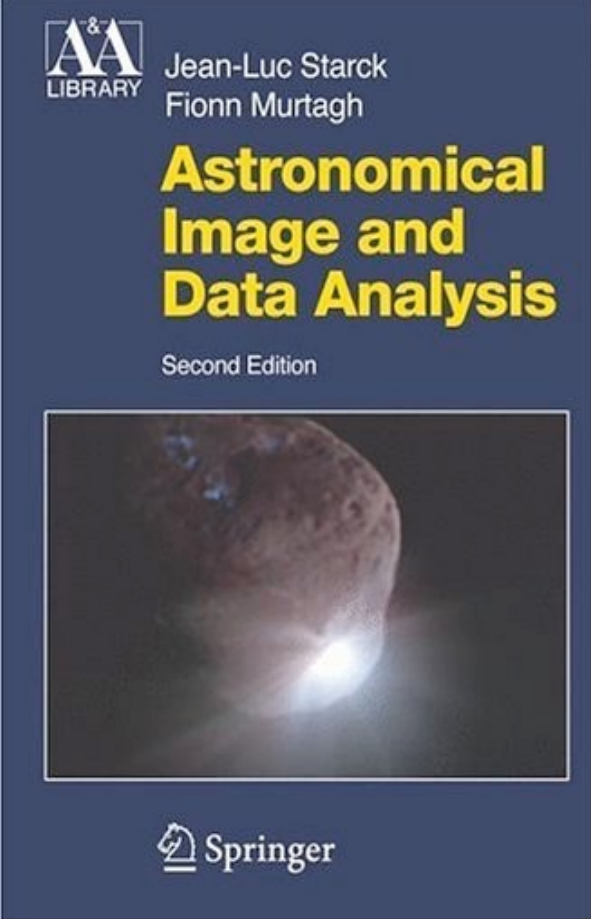 A&A
LIBRARY
Jean-Luc Starck
Fionn Murtagh
Astronomical
Image and
Data Analysis
Second Edition
Springer